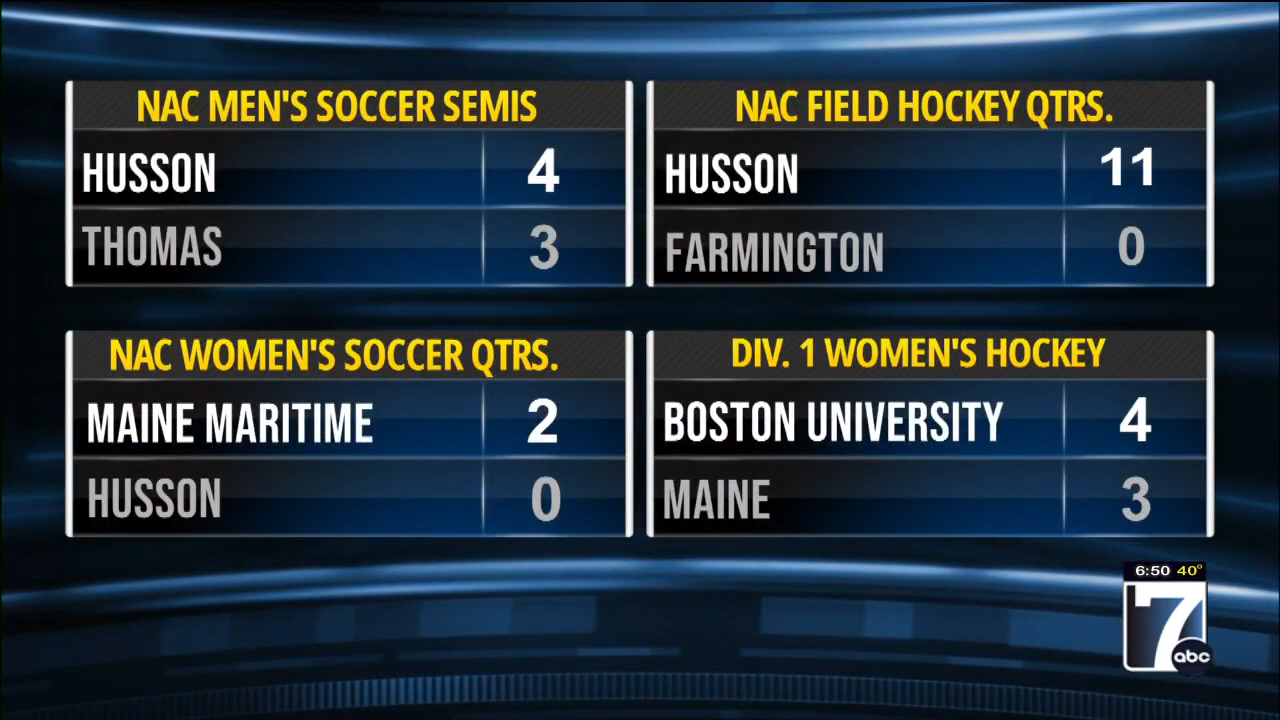 NAC MEN'S SOCCER SEMIS
HUSSON 4
THOMAS 3
NAC FIELD HOCKEY QTRS.
HUSSON 11
FARMINGTON 0
NAC WOMEN'S SOCCER QTRS.
MAINE MARITIME 2
HUSSON 0
DIV. 1 WOMEN'S HOCKEY
BOSTON UNIVERSITY 4
MAINE 3
6:50 40°
7
abc